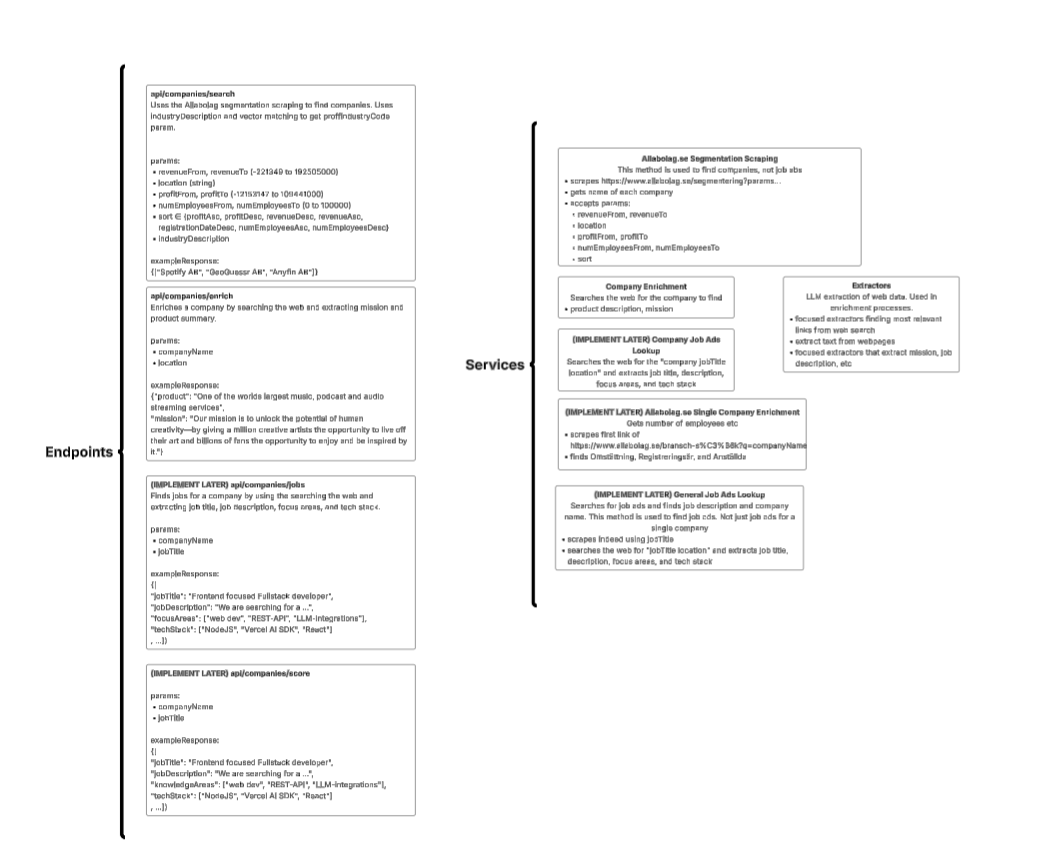 Endpoints
api/companies/search
Uses the Allabolag segmentation scraping to find companies. Uses
IndustryDescription and vector matching to get proffIndustryCode
param.
params:
• revenueFrom, revenueTo (-221349 to 192505000)
• location (string)
• profitFrom, profitTo (-12153147 to 109441000)
• numEmployeesFrom, numEmployeesTo (0 to 100000)
• sort ∈ {profitAsc, profitDesc, revenueDesc, revenueAsc,
registrationDateDesc, numEmployeesAsc, numEmployeesDesc}
• industryDescription
exampleResponse:
{["Spotify AB", "GeoGuessr AB", "Anyfin AB"]}
api/companies/enrich
Enriches a company by searching the web and extracting mission and
product summary.
params:
• companyName
• location
exampleResponse:
{"product": "One of the worlds largest music, podcast and audio
streaming services",
"mission": "Our mission is to unlock the potential of human
creativity—by giving a million creative artists the opportunity to live off
their art and billions of fans the opportunity to enjoy and be inspired by
it."}
(IMPLEMENT LATER) api/companies/jobs
Finds jobs for a company by using the searching the web and
extracting job title, job description, focus areas, and tech stack.
params:
• companyName
• jobTitle
exampleResponse:
{[
"jobTitle": "Frontend focused Fullstack developer",
"jobDescription": "We are searching for a ...",
"focusAreas": ["web dev", "REST-API", "LLM-integrations"],
"techStack": ["NodeJS", "Vercel AI SDK", "React"]
, ...]}
(IMPLEMENT LATER) api/companies/score
params:
• companyName
• jobTitle
exampleResponse:
{[
"jobTitle": "Frontend focused Fullstack developer",
"jobDescription": "We are searching for a ...",
"knowledgeAreas": ["web dev", "REST-API", "LLM-integrations"],
"techStack": ["NodeJS", "Vercel AI SDK", "React"]
, ...]}
Services
Allabolag.se Segmentation Scraping
This method is used to find companies, not job abs
• scrapes https://www.allabolag.se/segmentering?params...
• gets name of each company
• accepts params:
• revenueFrom, revenueTo
• location
• profitFrom, profitTo
• numEmployeesFrom, numEmployeesTo
• sort
Company Enrichment
Searches the web for the company to find
• product description, mission
Extractors
LLM extraction of web data. Used in
enrichment processes.
• focused extractors finding most relevant
links from web search
• extract text from webpages
• focused extractors that extract mission, job
description, etc
(IMPLEMENT LATER) Company Job Ads
Lookup
Searches the web for the "company jobTitle
location" and extracts job title, description,
focus areas, and tech stack
(IMPLEMENT LATER) Allabolag.se Single Company Enrichment
Gets number of employees etc
• scrapes first link of
https://www.allabolag.se/bransch-s%C3%B6k?q=companyName
• finds Omsättning, Registreringsår, and Anställda
(IMPLEMENT LATER) General Job Ads Lookup
Searches for job ads and finds job description and company
name. This method is used to find job ads. Not just job ads for a
single company
• scrapes Indeed using jobTitle
• searches the web for "jobTitle location" and extracts job title,
description, focus areas, and tech stack